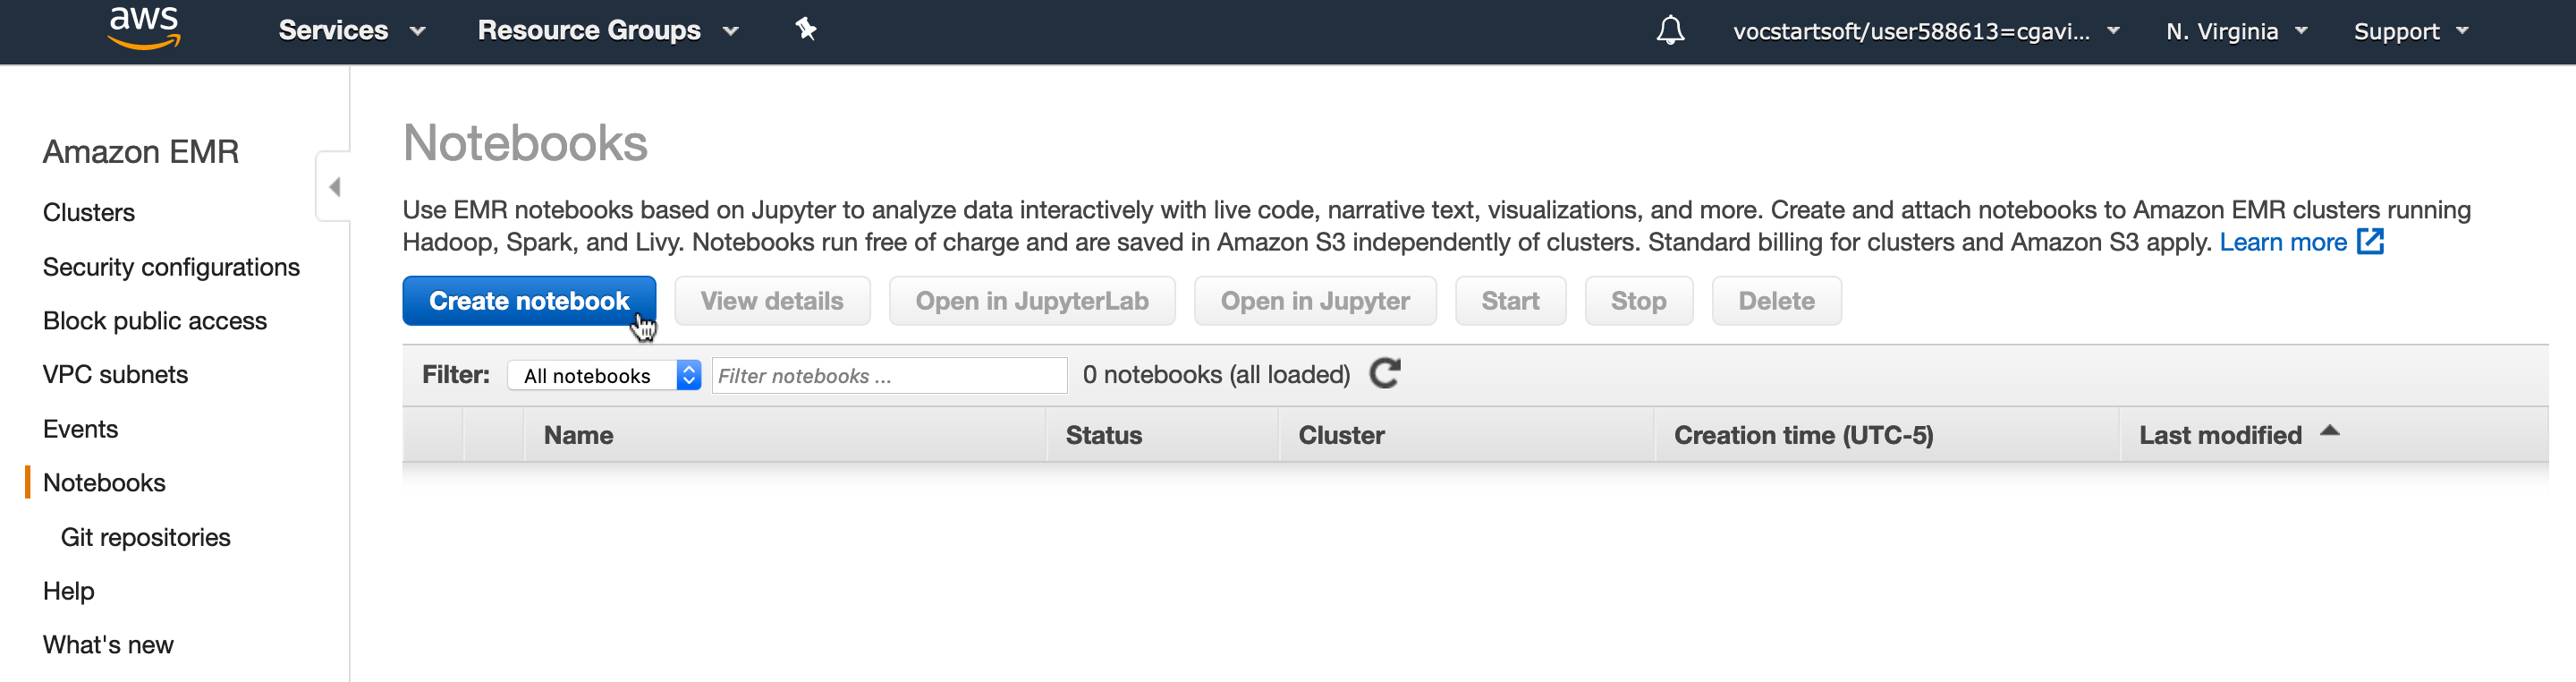 aws Services Resource Groups vocstartsoft/user588613=cgavi... N. Virginia Support
Amazon EMR
Clusters
Security configurations
Block public access
VPC subnets
Events
Notebooks
Git repositories
Help
What's new
Notebooks
Use EMR notebooks based on Jupyter to analyze data interactively with live code, narrative text, visualizations, and more. Create and attach notebooks to Amazon EMR clusters running
Hadoop, Spark, and Livy. Notebooks run free of charge and are saved in Amazon S3 independently of clusters. Standard billing for clusters and Amazon S3 apply. Learn more
Create notebook View details Open in JupyterLab Open in Jupyter Start Stop Delete
Filter: All notebooks Filter notebooks ... 0 notebooks (all loaded)
Name Status Cluster Creation time (UTC-5) Last modified